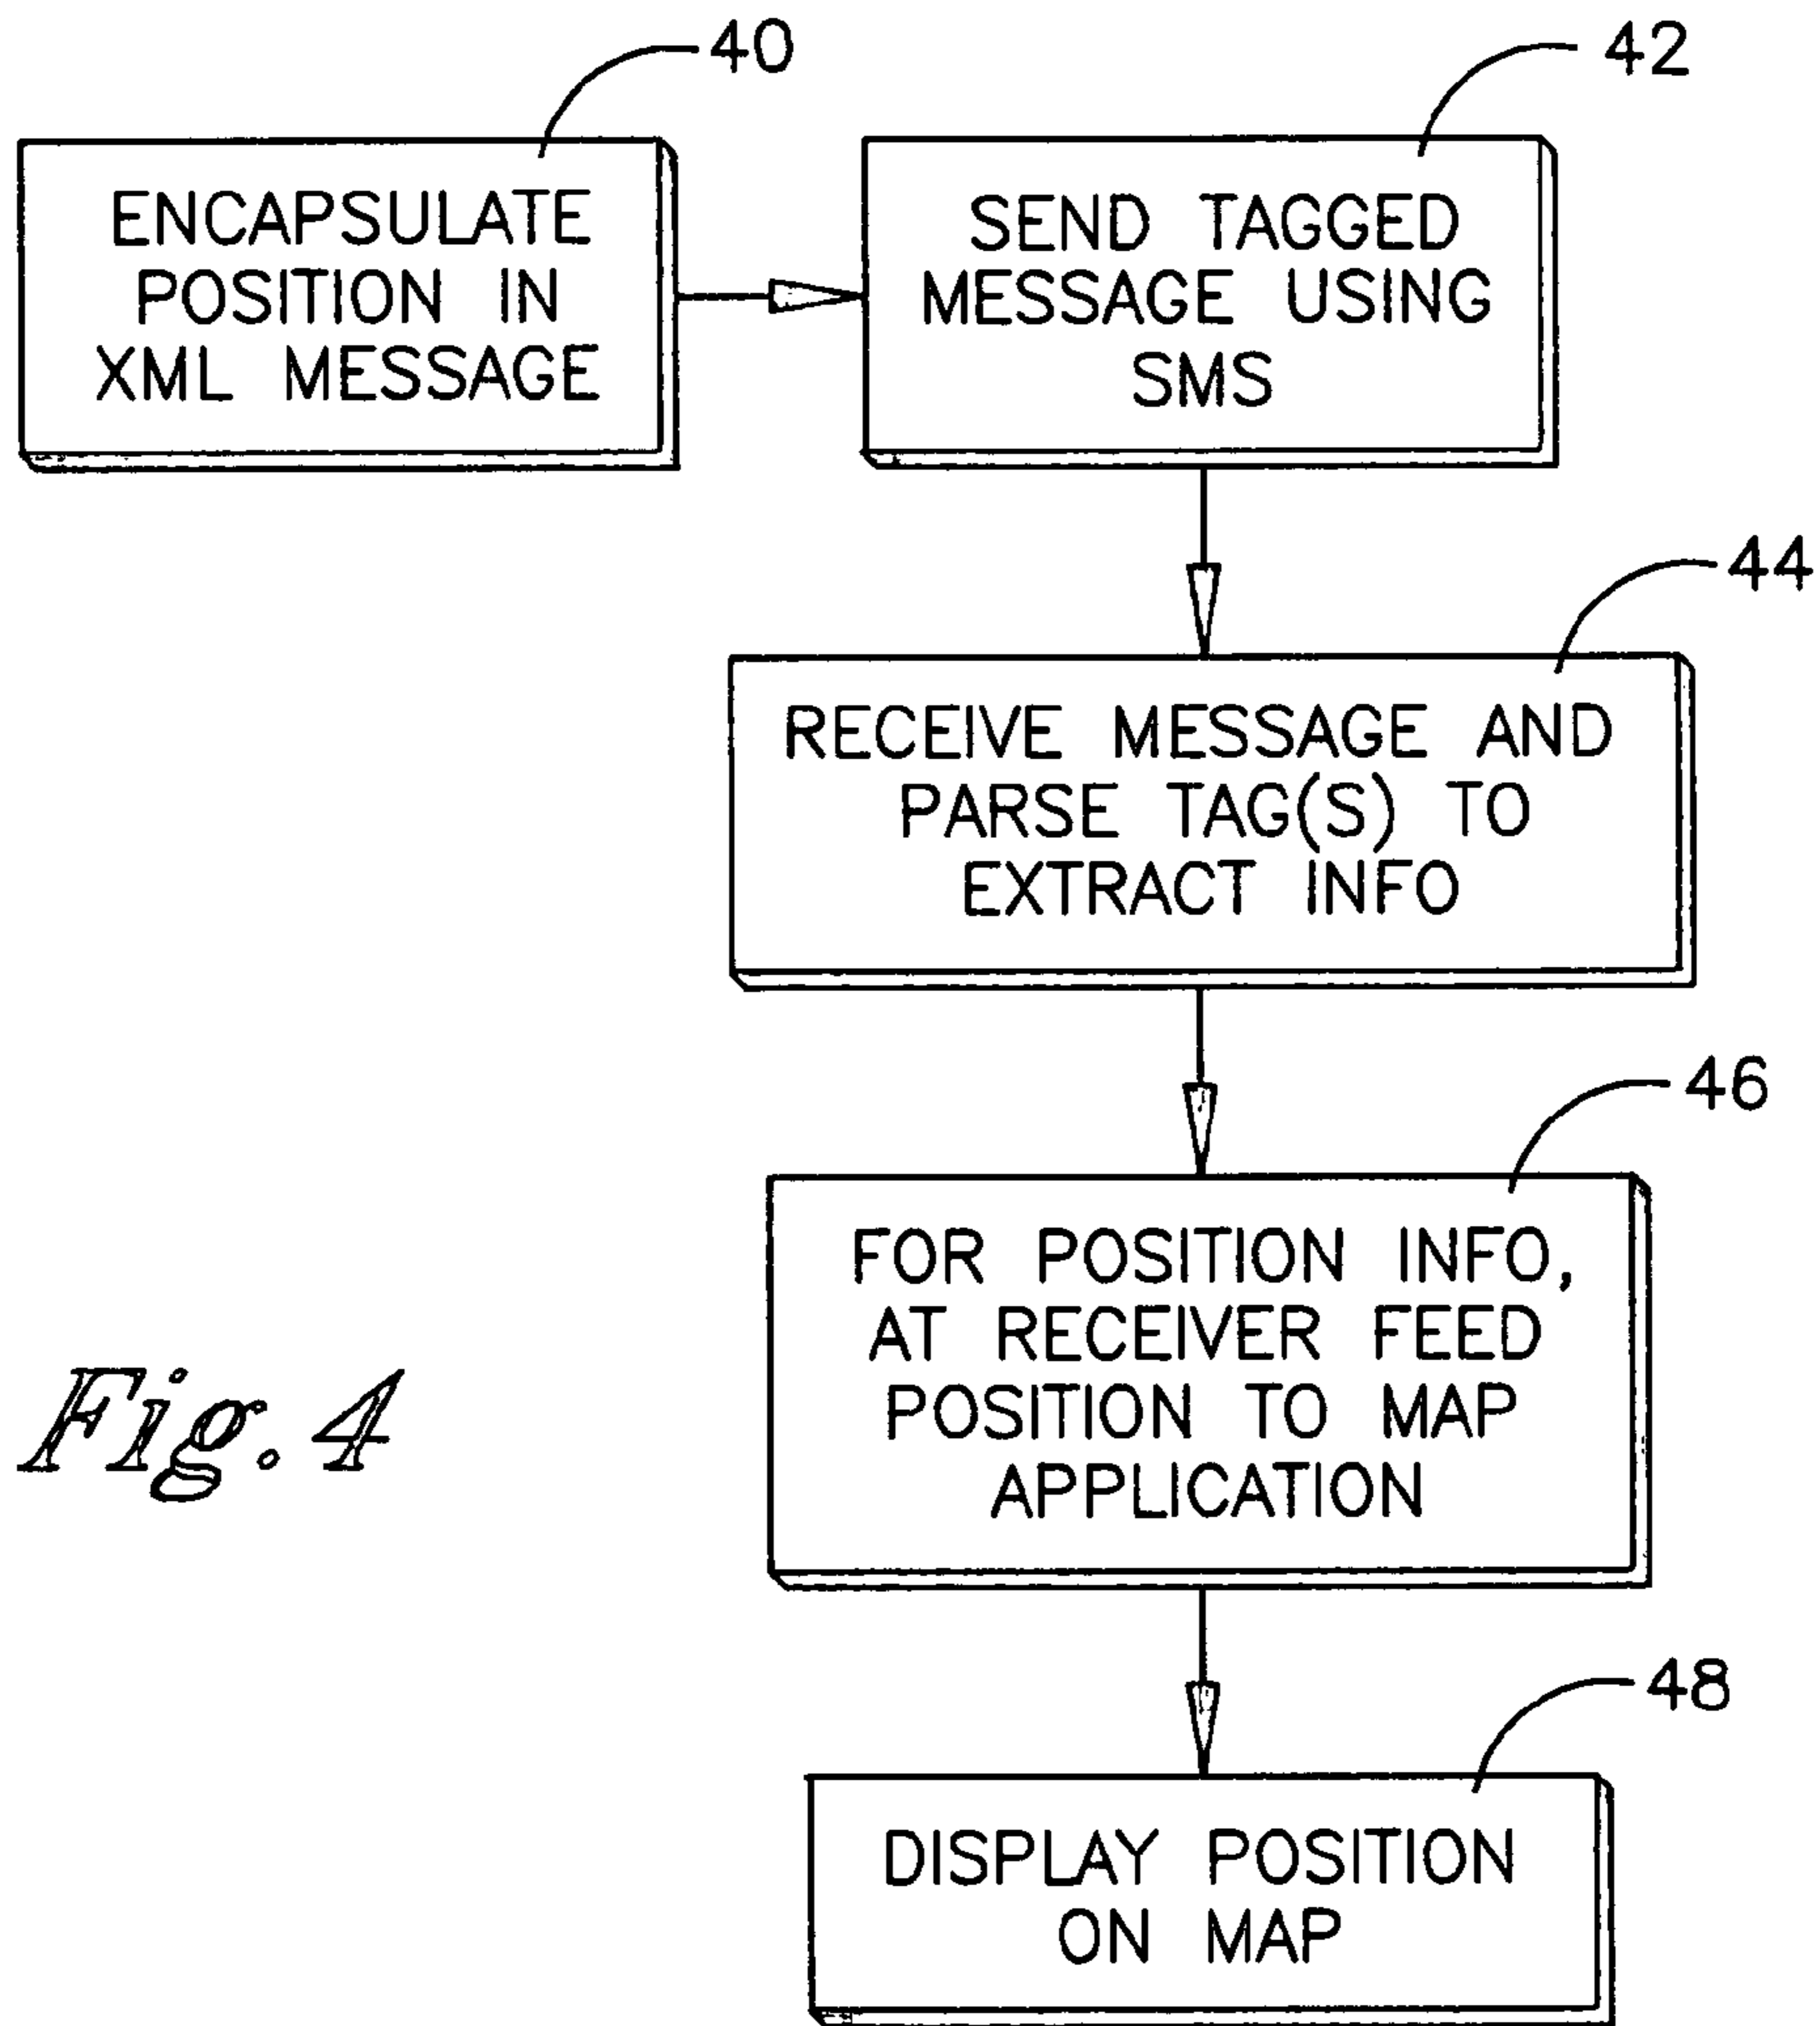 40
ENCAPSULATE
POSITION IN
XML MESSAGE
42
SEND TAGGED
MESSAGE USING
SMS
44
RECEIVE MESSAGE AND
PARSE TAG(S) TO
EXTRACT INFO
46
FOR POSITION INFO,
AT RECEIVER FEED
POSITION TO MAP
APPLICATION
48
DISPLAY POSITION
ON MAP
Fig. 4